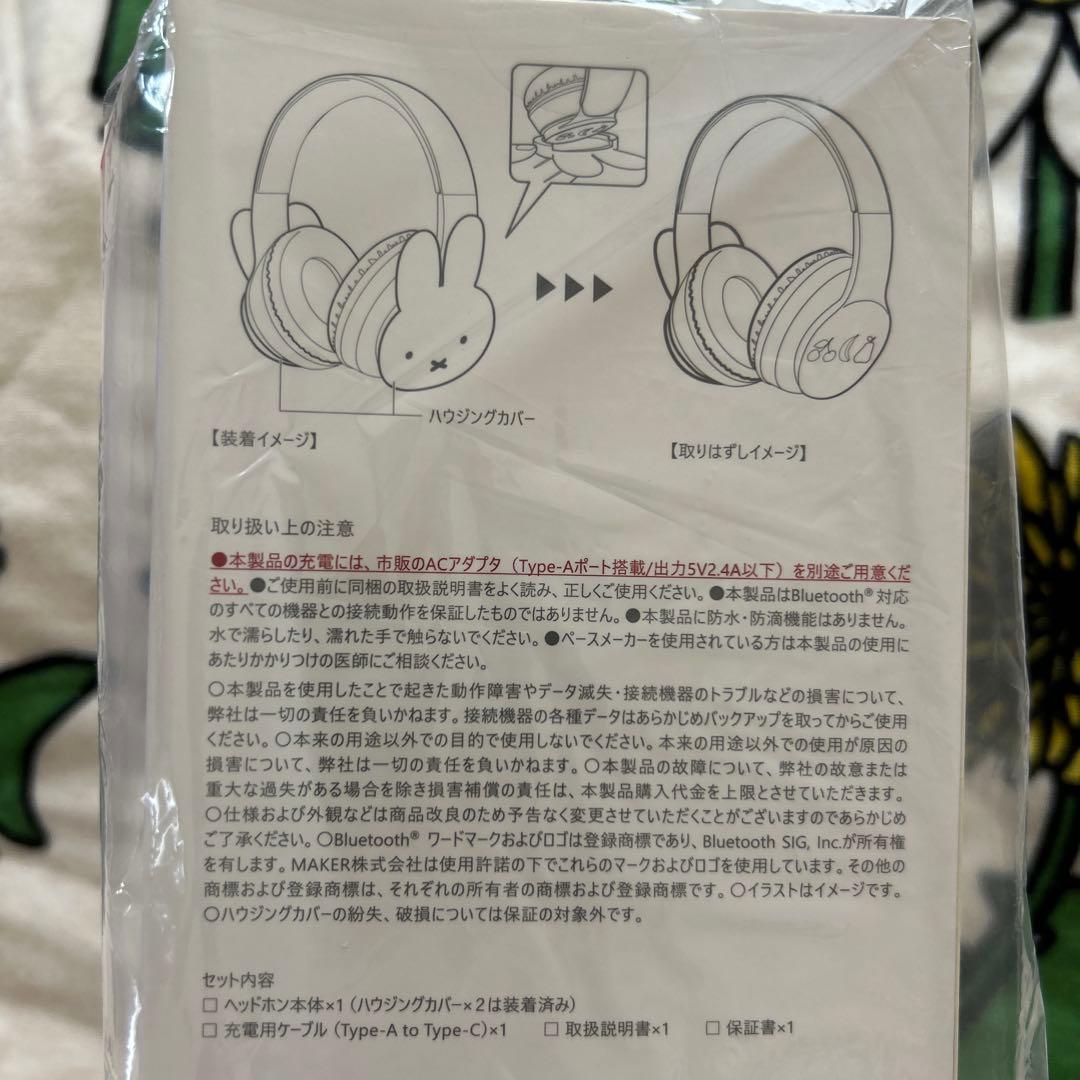 ハウジングカバー
【装着イメージ】
【取りはずしイメージ】
取り扱い上の注意
●本製品の充電には、市販のACアダプタ（Type-Aポート搭載/出力5V2.4A以下）を別途ご用意くだ
さい。●ご使用前に同梱の取扱説明書をよく読み、正しくご使用ください。●本製品はBluetooth®対応
のすべての機器との接続動作を保証したものではありません。●本製品に防水・防滴機能はありません。
水で濡らしたり、濡れた手で触らないでください。●ペースメーカーを使用されている方は本製品の使用に
あたりかかりつけの医師にご相談ください。
○本製品を使用したことで起きた動作障害やデータ滅失・接続機器のトラブルなどの損害について、
弊社は一切の責任を負いかねます。接続機器の各種データはあらかじめバックアップを取ってからご使用
ください。○本来の用途以外での目的で使用しないでください。本来の用途以外での使用が原因の
損害について、弊社は一切の責任を負いかねます。○本製品の故障について、弊社の故意または
重大な過失がある場合を除き損害補償の責任は、本製品購入代金を上限とさせていただきます。
○仕様および外観などは商品改良のため予告なく変更させていただくことがございますのであらかじめ
ご了承ください。○Bluetooth® ワードマークおよびロゴは登録商標であり、Bluetooth SIG, Inc.が所有権
を有します。MAKER株式会社は使用許諾の下でこれらのマークおよびロゴを使用しています。その他の
商標および登録商標は、それぞれの所有者の商標および登録商標です。○イラストはイメージです。
○ハウジングカバーの紛失、破損については保証の対象外です。
セット内容
□ ヘッドホン本体×1（ハウジングカバー×2は装着済み）
□ 充電用ケーブル（Type-A to Type-C）×1 □ 取扱説明書×1 □ 保証書×1